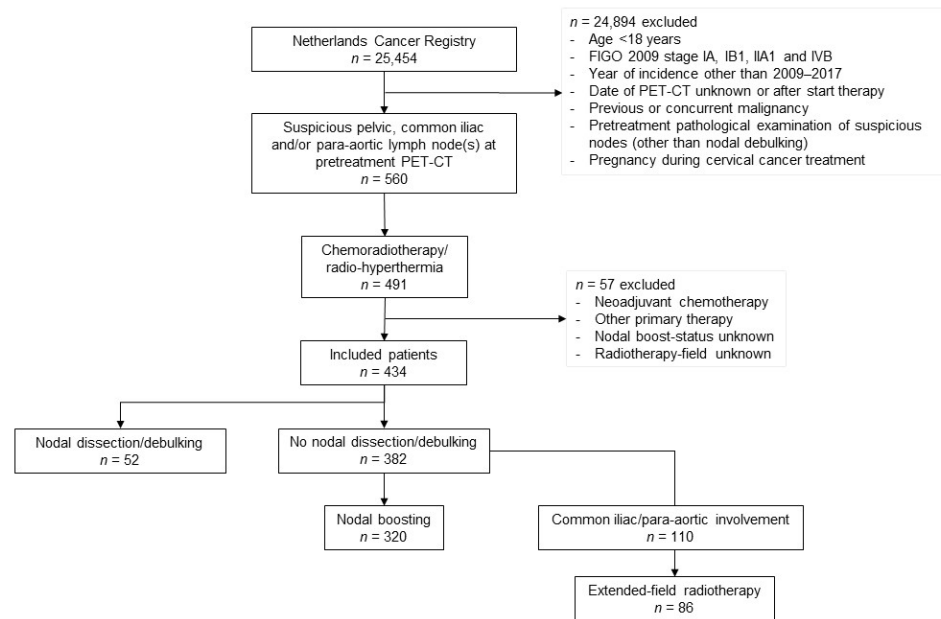 Netherlands Cancer Registry
n = 25,454
n = 24,894 excluded
- Age <18 years
- FIGO 2009 stage IA, IB1, IIA1 and IVB
- Year of incidence other than 2009–2017
- Date of PET-CT unknown or after start therapy
- Previous or concurrent malignancy
- Pretreatment pathological examination of suspicious
nodes (other than nodal debulking)
- Pregnancy during cervical cancer treatment
Suspicious pelvic, common iliac
and/or para-aortic lymph node(s) at
pretreatment PET-CT
n = 560
Chemoradiotherapy/
radio-hyperthermia
n = 491
n = 57 excluded
- Neoadjuvant chemotherapy
- Other primary therapy
- Nodal boost-status unknown
- Radiotherapy-field unknown
Included patients
n = 434
Nodal dissection/debulking
n = 52
No nodal dissection/debulking
n = 382
Nodal boosting
n = 320
Common iliac/para-aortic involvement
n = 110
Extended-field radiotherapy
n = 86